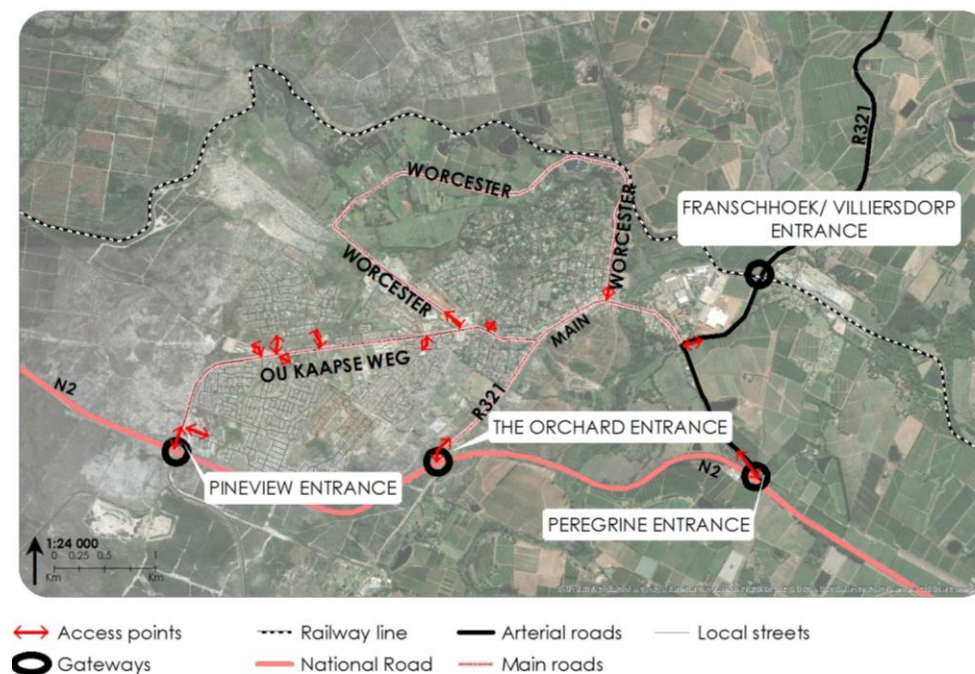 R321
WORCESTER
FRANSCHHOEK/ VILLIERSDORP
ENTRANCE
WORCESTER
WORCESTER
MAIN
OU KAAPSE WEG
N2
R321
THE ORCHARD ENTRANCE
PINEVIEW ENTRANCE
N2
PEREGRINE ENTRANCE
1:24 000
0 0.25 0.5 1
Km Km
Access points
Railway line
Arterial roads
Local streets
Gateways
National Road
Main roads